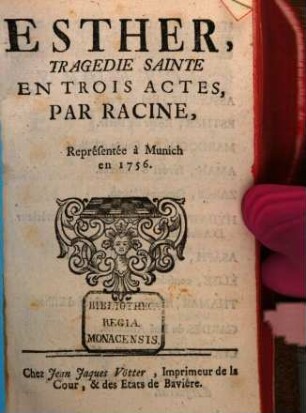 ESTHER,
TRAGEDIE SAINTE
EN TROIS ACTES,
PAR RACINE,
Représentée à Munich
en 1756.
BIBLIOTHECA
REGIA
MONACENSIS.
Chez Jean Jaques Vötter, Imprimeur de la
Cour, & des Etats de Bavière.